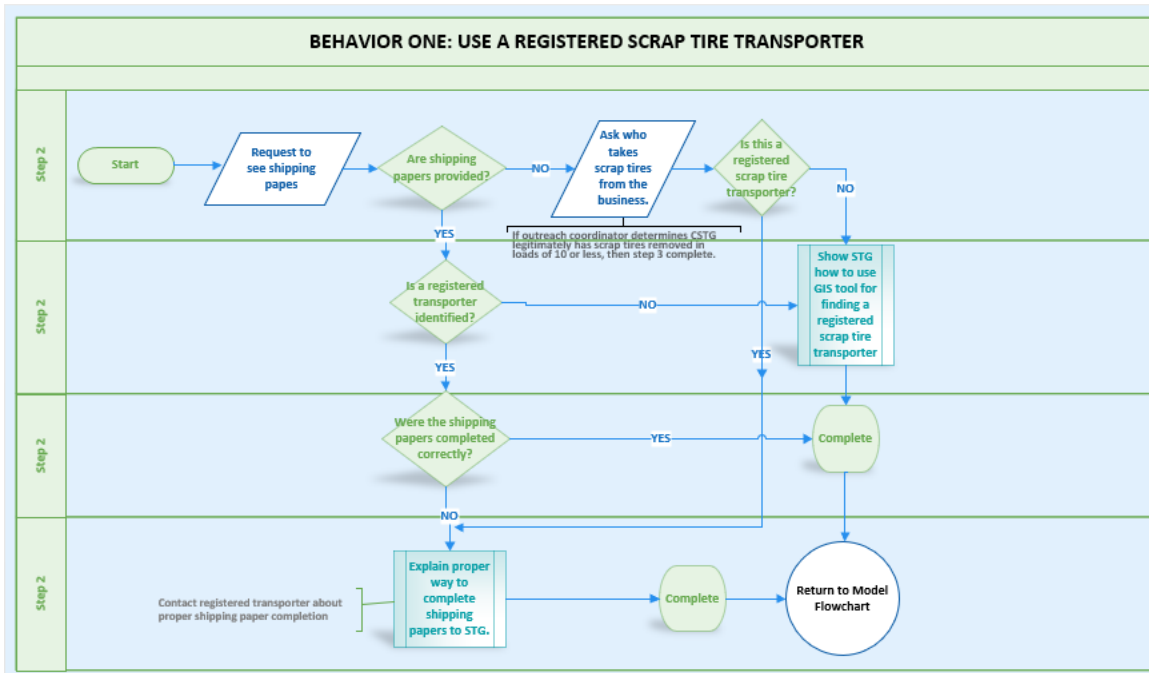 BEHAVIOR ONE: USE A REGISTERED SCRAP TIRE TRANSPORTER
Step 2
Start
Request to
see shipping
papes
Are shipping
papers provided?
NO
Ask who
takes
scrap tires
from the
business.
Is this a
registered
scrap tire
transporter?
NO
YES
If outreach coordinator determines CSTG
legitimately has scrap tires removed in
loads of 10 or less, then step 3 complete.
Step 2
Is a registered
transporter
identified?
NO
Show STG
how to use
GIS tool for
finding a
registered
scrap tire
transporter
YES
YES
Step 2
Were the shipping
papers completed
correctly?
YES
Complete
NO
Step 2
Contact registered transporter about
proper shipping paper completion
Explain proper
way to
complete
shipping
papers to STG.
Complete
Return to Model
Flowchart